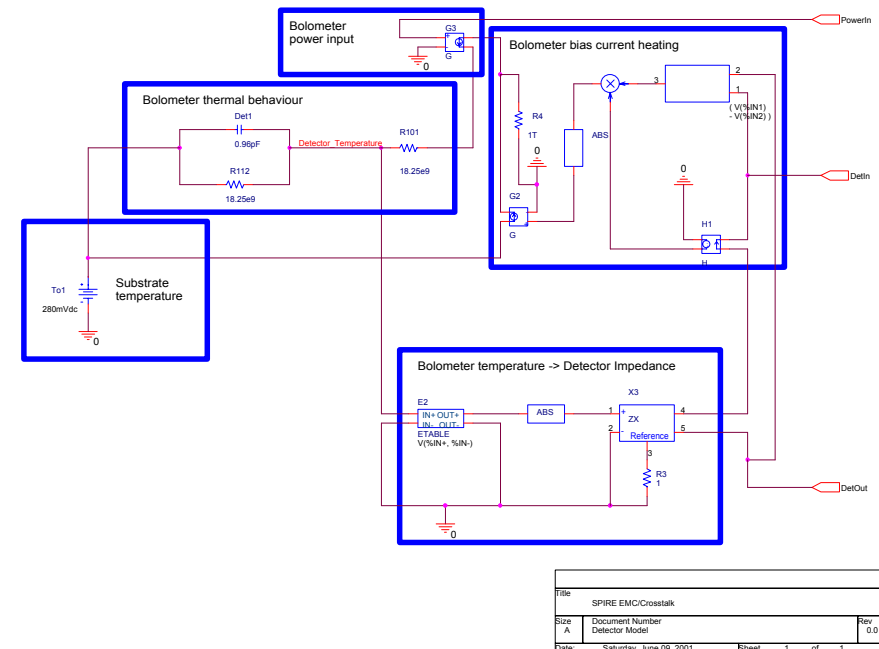 Bolometer
power input
G3
G
0
PowerIn
Bolometer bias current heating
2
3
1
( V(%IN1)
- V(%IN2) )
R4
1T
ABS
0
0
G2
G
H1
H
DetIn
Bolometer thermal behaviour
Det1
0.96pF
Detector_Temperature
R101
18.25e9
R112
18.25e9
To1
280mVdc
Substrate
temperature
0
Bolometer temperature -> Detector Impedance
E2
IN+ OUT+
IN- OUT-
ETABLE
V(%IN+, %IN-)
ABS
X3
1
+
ZX
4
2
-
5
Reference
3
R3
1
0
DetOut
Title
SPIRE EMC/Crosstalk
Size
A
Document Number
Detector Model
Rev
0.0
Date:
Saturday, June 09, 2001
Sheet
1
of
1